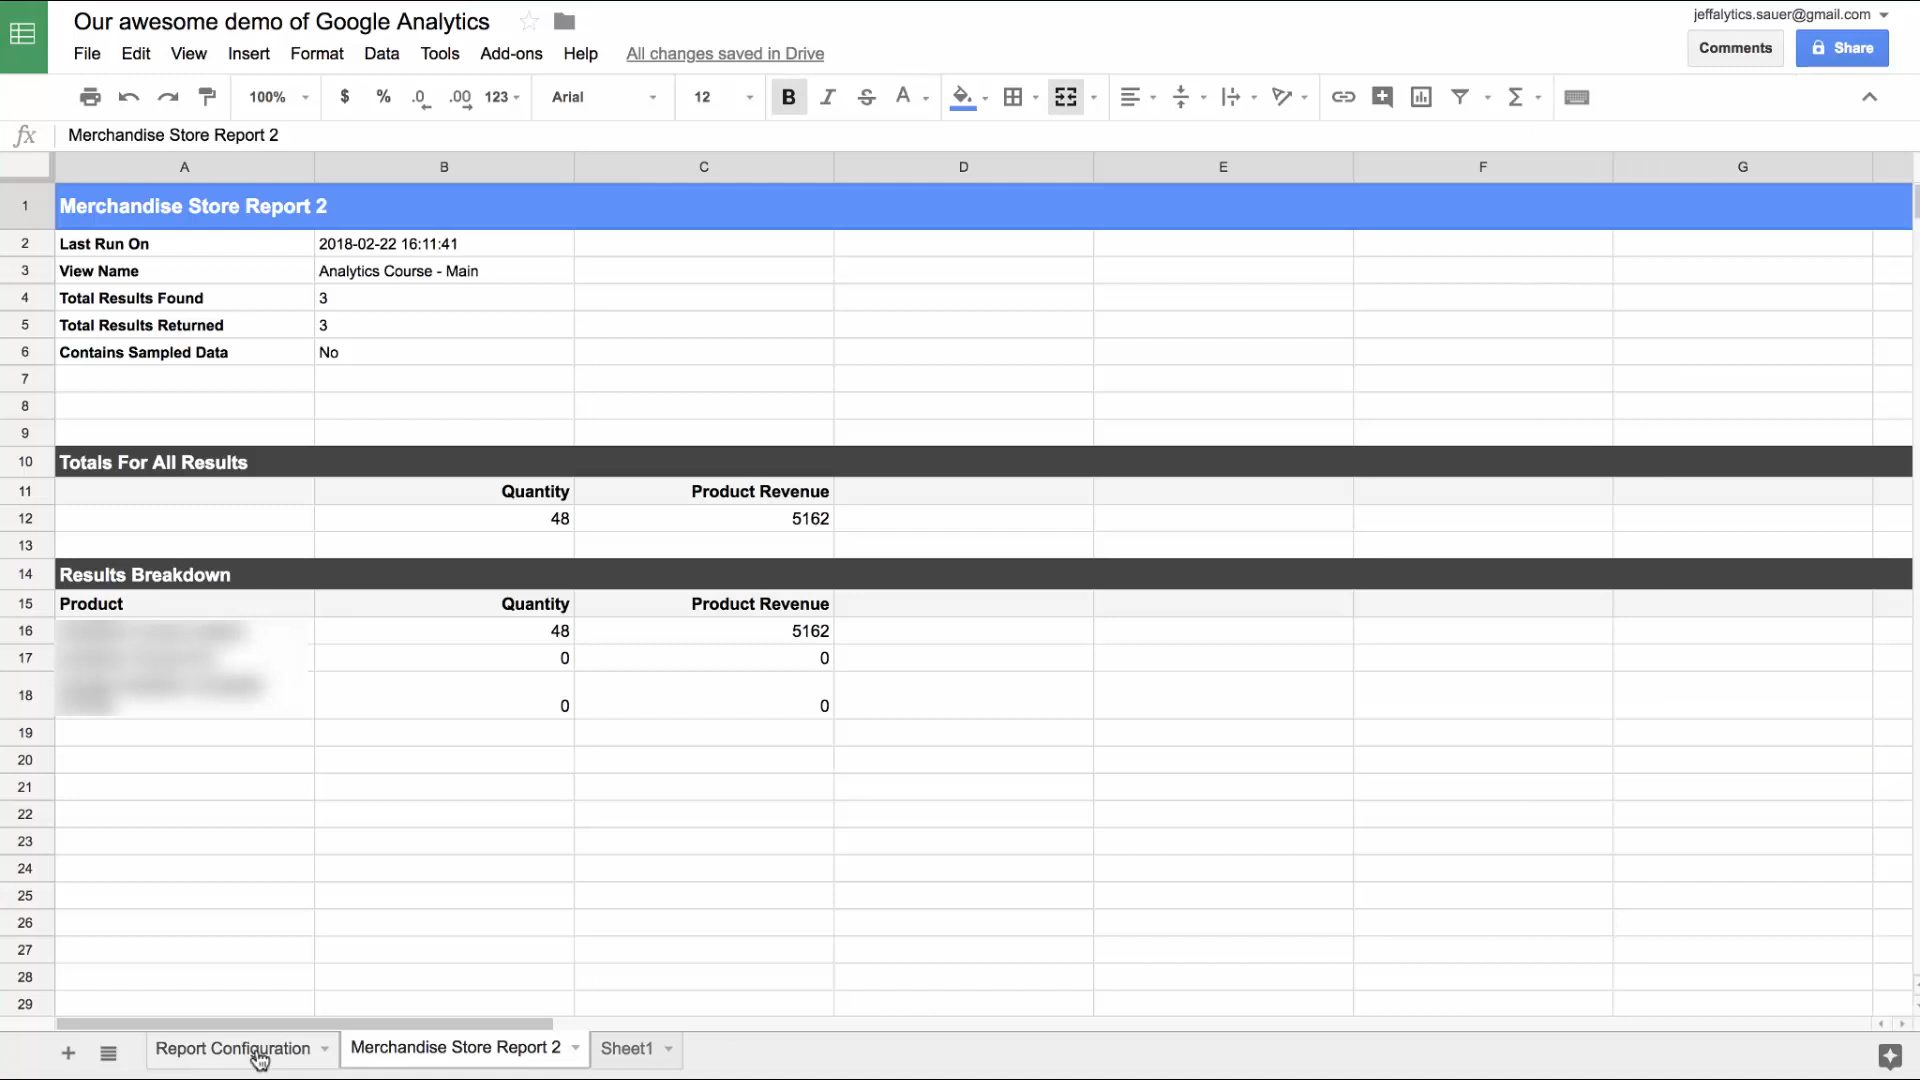 Our awesome demo of Google Analytics
jeffalytics.sauer@gmail.com
File Edit View Insert Format Data Tools Add-ons Help All changes saved in Drive
Comments Share
100% $ % .0 .00 123 Arial 12 B I S A
fx Merchandise Store Report 2
A B C D E F G
1 Merchandise Store Report 2
2 Last Run On 2018-02-22 16:11:41
3 View Name Analytics Course - Main
4 Total Results Found 3
5 Total Results Returned 3
6 Contains Sampled Data No
7
8
9
10 Totals For All Results
11 Quantity Product Revenue
12 48 5162
13
14 Results Breakdown
15 Product Quantity Product Revenue
16 48 5162
17 0 0
18 0 0
19
20
21
22
23
24
25
26
27
28
29
Report Configuration Merchandise Store Report 2 Sheet1